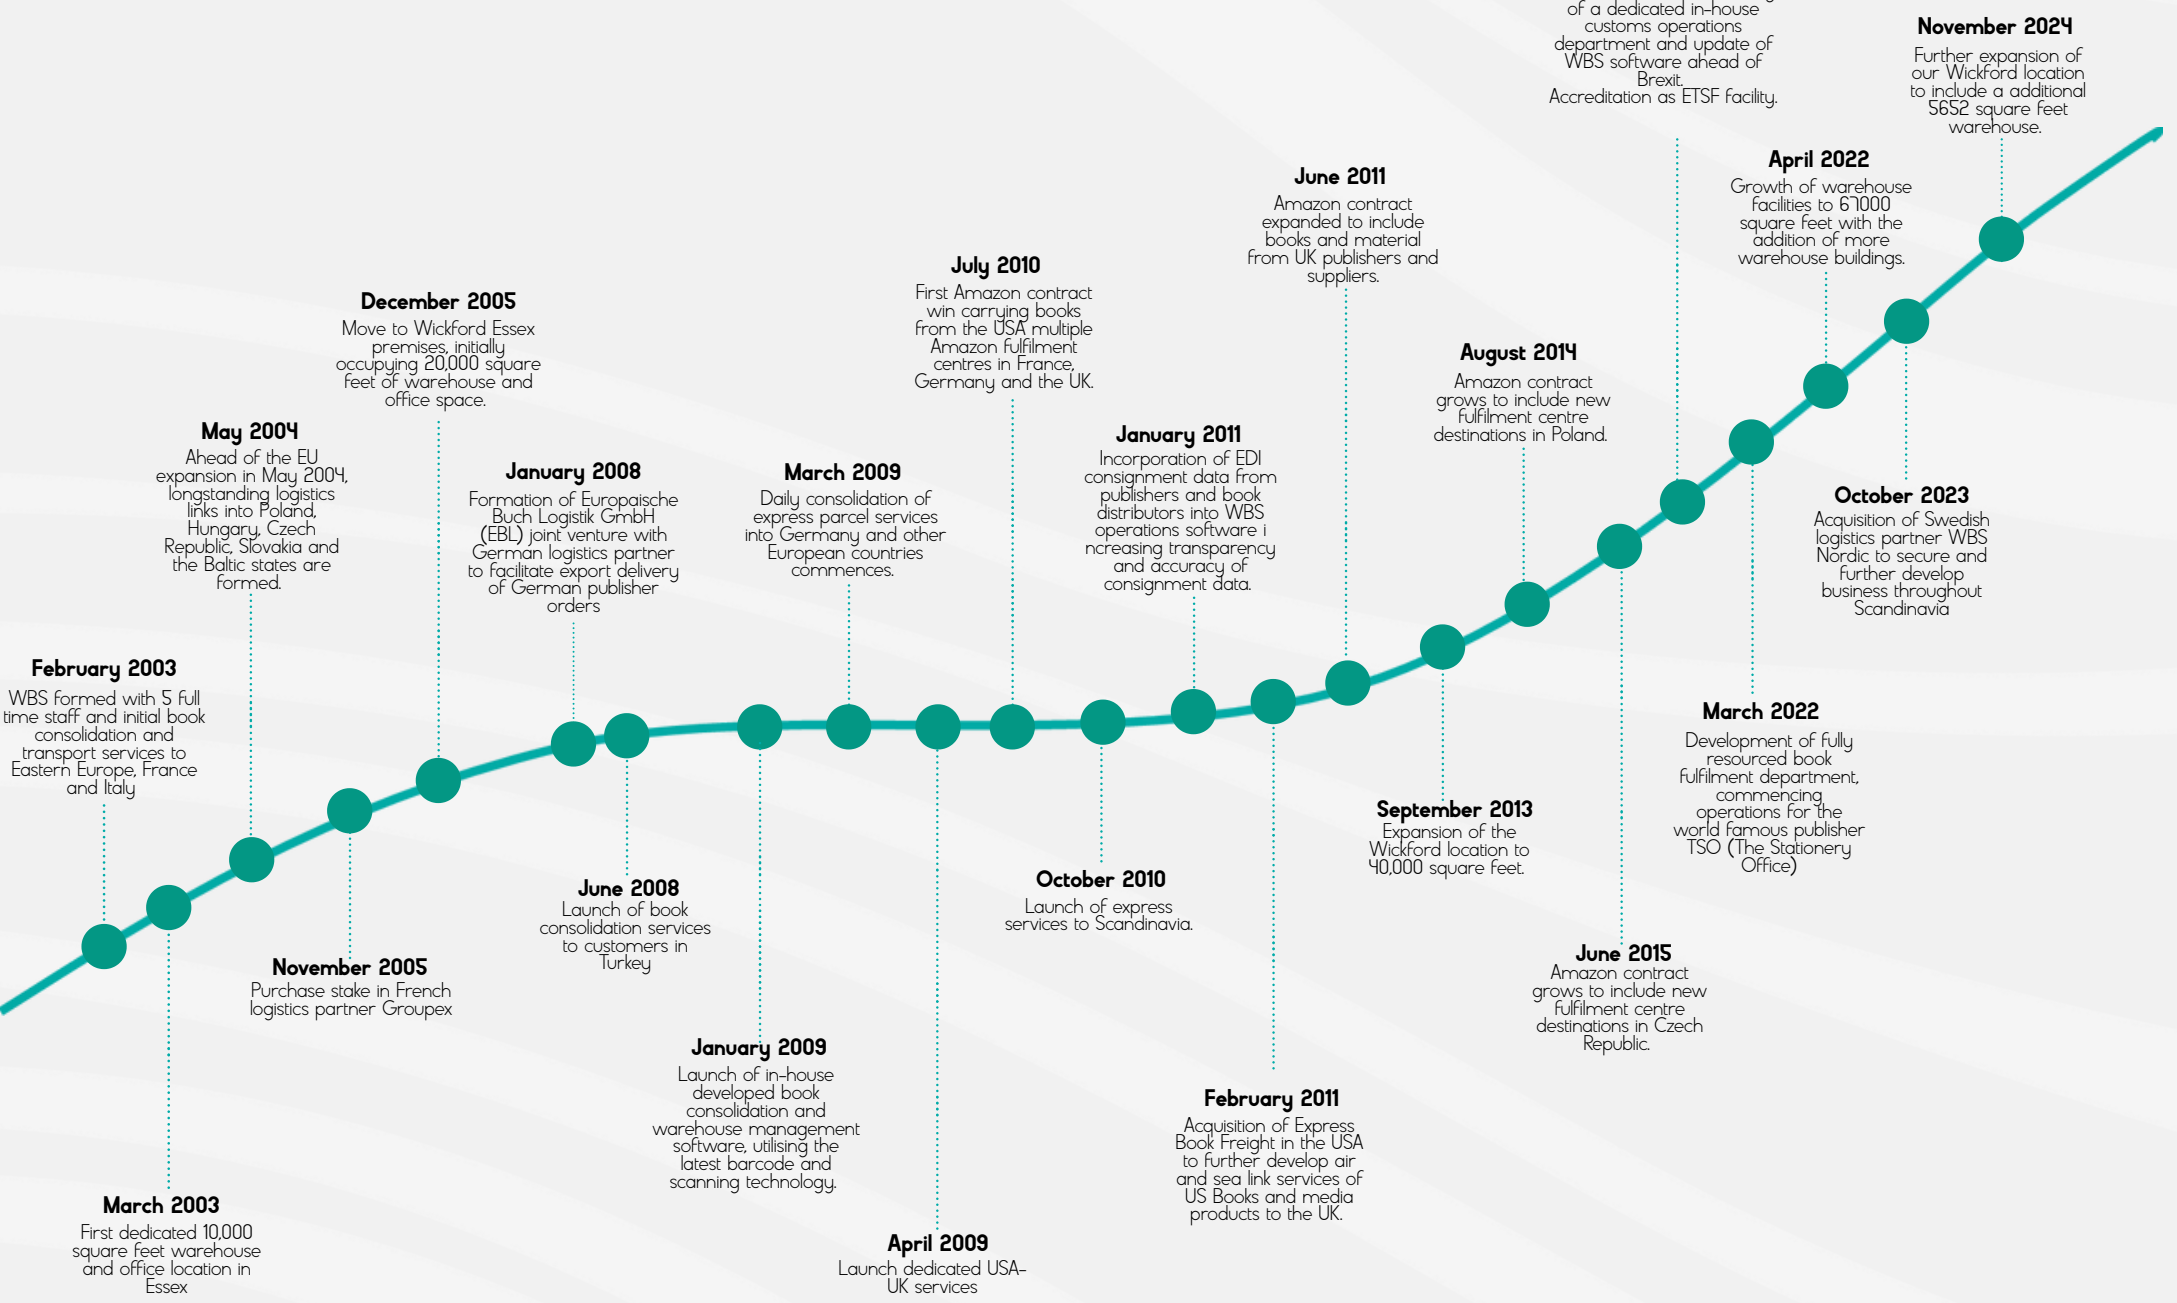 February 2003
WBS formed with 5 full
time staff and initial book
consolidation and
transport services to
Eastern Europe, France
and Italy
March 2003
First dedicated 10,000
square feet warehouse
and office location in
Essex
May 2004
Ahead of the EU
expansion in May 2004,
longstanding logistics
links into Poland,
Hungary, Czech
Republic, Slovakia and
the Baltic states are
formed.
November 2005
Purchase stake in French
logistics partner Groupex
December 2005
Move to Wickford Essex
premises, initially
occupying 20,000 square
feet of warehouse and
office space.
January 2008
Formation of Europaische
Buch Logistik GmbH
(EBL) joint venture with
German logistics partner
to facilitate export delivery
of German publisher
orders
June 2008
Launch of book
consolidation services
to customers in
Turkey
January 2009
Launch of in-house
developed book
consolidation and
warehouse management
software, utilising the
latest barcode and
scanning technology.
March 2009
Daily consolidation of
express parcel services
into Germany and other
European countries
commences.
April 2009
Launch dedicated USA-
UK services
July 2010
First Amazon contract
win carrying books
from the USA multiple
Amazon fulfilment
centres in France,
Germany and the UK.
October 2010
Launch of express
services to Scandinavia.
January 2011
Incorporation of EDI
consignment data from
publishers and book
distributors into WBS
operations software i
ncreasing transparency
and accuracy of
consignment data.
February 2011
Acquisition of Express
Book Freight in the USA
to further develop air
and sea link services of
US Books and media
products to the UK.
June 2011
Amazon contract
expanded to include
books and material
from UK publishers and
suppliers.
September 2013
Expansion of the
Wickford location to
40,000 square feet.
August 2014
Amazon contract
grows to include new
fulfilment centre
destinations in Poland.
June 2015
Amazon contract
grows to include new
fulfilment centre
destinations in Czech
Republic.
of a dedicated in-house
customs operations
department and update of
WBS software ahead of
Brexit.
Accreditation as ETSF facility.
March 2022
Development of fully
resourced book
fulfilment department,
commencing
operations for the
world famous publisher
TSO (The Stationery
Office)
April 2022
Growth of warehouse
facilities to 67000
square feet with the
addition of more
warehouse buildings.
October 2023
Acquisition of Swedish
logistics partner WBS
Nordic to secure and
further develop
business throughout
Scandinavia
November 2024
Further expansion of
our Wickford location
to include a additional
5652 square feet
warehouse.